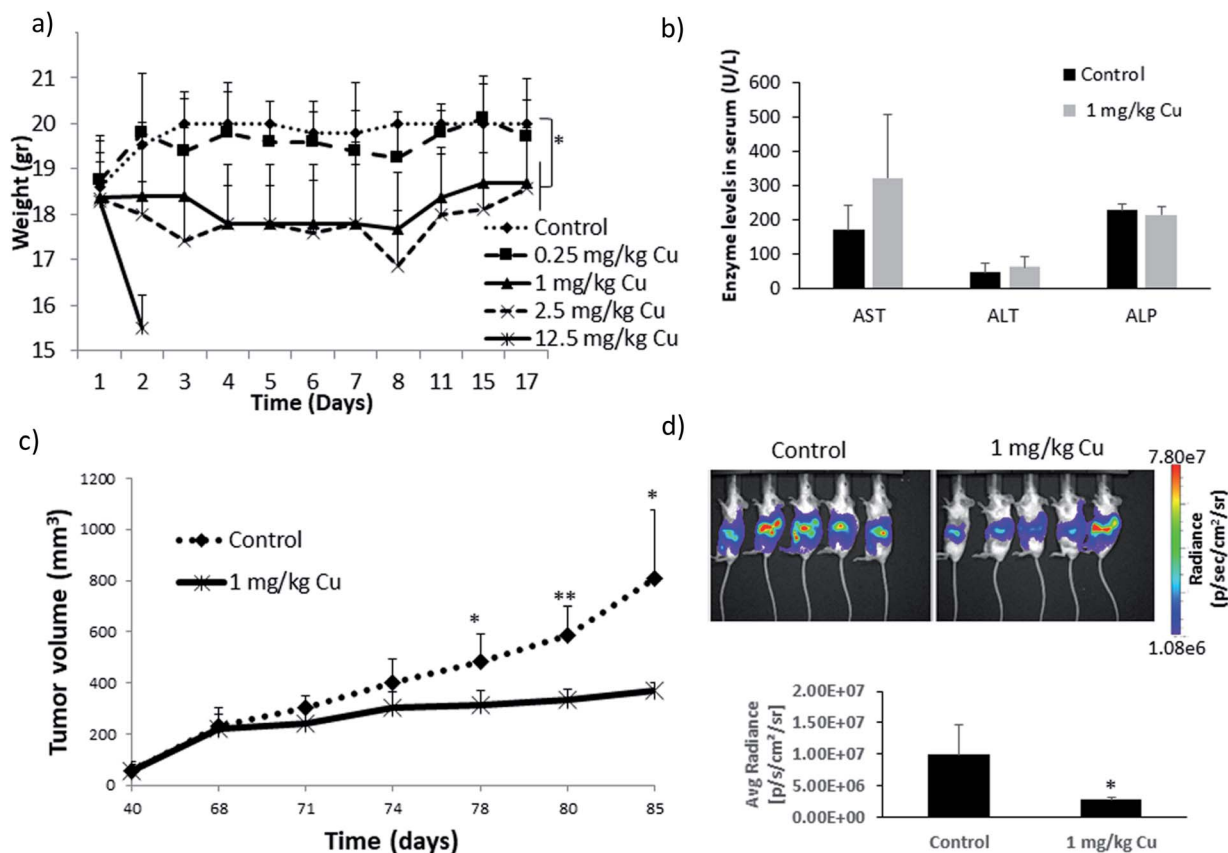 a)
Weight (gr)
21
20
19
18
17
16
15
*
Control
0.25 mg/kg Cu
1 mg/kg Cu
2.5 mg/kg Cu
12.5 mg/kg Cu
1 2 3 4 5 6 7 8 11 15 17
Time (Days)
b)
Enzyme levels in serum (U/L)
600
500
400
300
200
100
0
Control
1 mg/kg Cu
AST ALT ALP
c)
Tumor volume (mm³)
1200
1000
800
600
400
200
0
Control
1 mg/kg Cu
* ** *
40 68 71 74 78 80 85
Time (days)
d)
Control 1 mg/kg Cu
7.80e7
Radiance
(p/sec/cm²/sr)
1.08e6
Avg Radiance
[p/s/cm²/sr]
2.00E+07
1.50E+07
1.00E+07
5.00E+06
0.00E+00
*
Control 1 mg/kg Cu